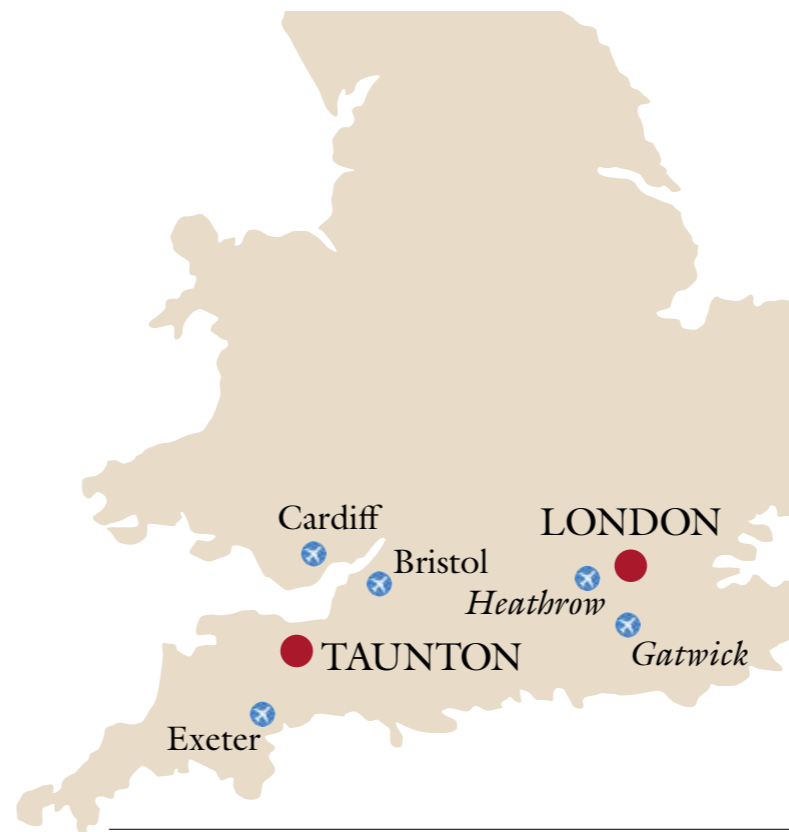 Cardiff
LONDON
Bristol
Heathrow
TAUNTON
Gatwick
Exeter